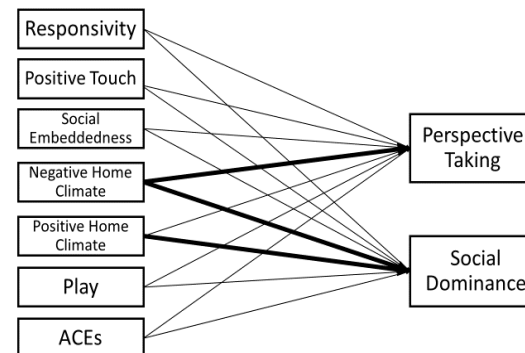 Responsivity
Positive Touch
Social
Embeddedness
Negative Home
Climate
Positive Home
Climate
Play
ACEs
Perspective
Taking
Social
Dominance